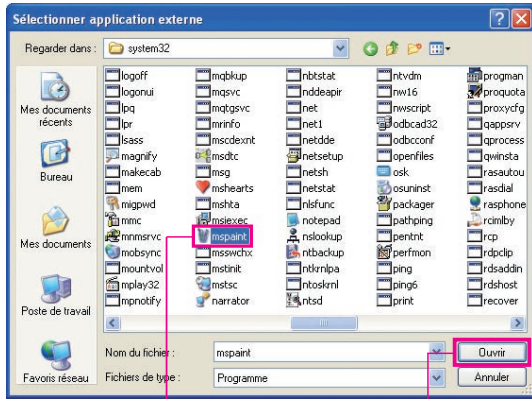 Sélectionner application externe
Regarder dans :
system32
Mes documents récents
Bureau
Mes documents
Poste de travail
Favoris réseau
logoff
logonui
lpq
lpr
lsass
magnify
makecab
mem
migpwd
mmc
mnmsrvc
mobsync
mountvol
mplay32
mpnotify
mqbkup
mqsvc
mqtgsvc
mrinfo
mscdexnt
msdtc
msg
mshearts
mshta
msiexec
mspaint
msswchx
mstinit
mstsc
narrator
nbtstat
nddeapir
net
net1
netdde
netsetup
netsh
netstat
nlsfunc
notepad
nslookup
ntbackup
ntkrnlpa
ntoskrnl
ntsd
ntvdm
nw16
nwscript
odbcad32
odbcconf
openfiles
osk
osuninst
packager
pathping
pentnt
perfmon
ping
ping6
print
progman
proquota
proxycfg
qappsrv
qprocess
qwinsta
rasautou
rasdial
rasphone
rcimlby
rcp
rdpclip
rdsaddin
rdshost
recover
Nom du fichier :
mspaint
Ouvrir
Fichiers de type :
Programme
Annuler